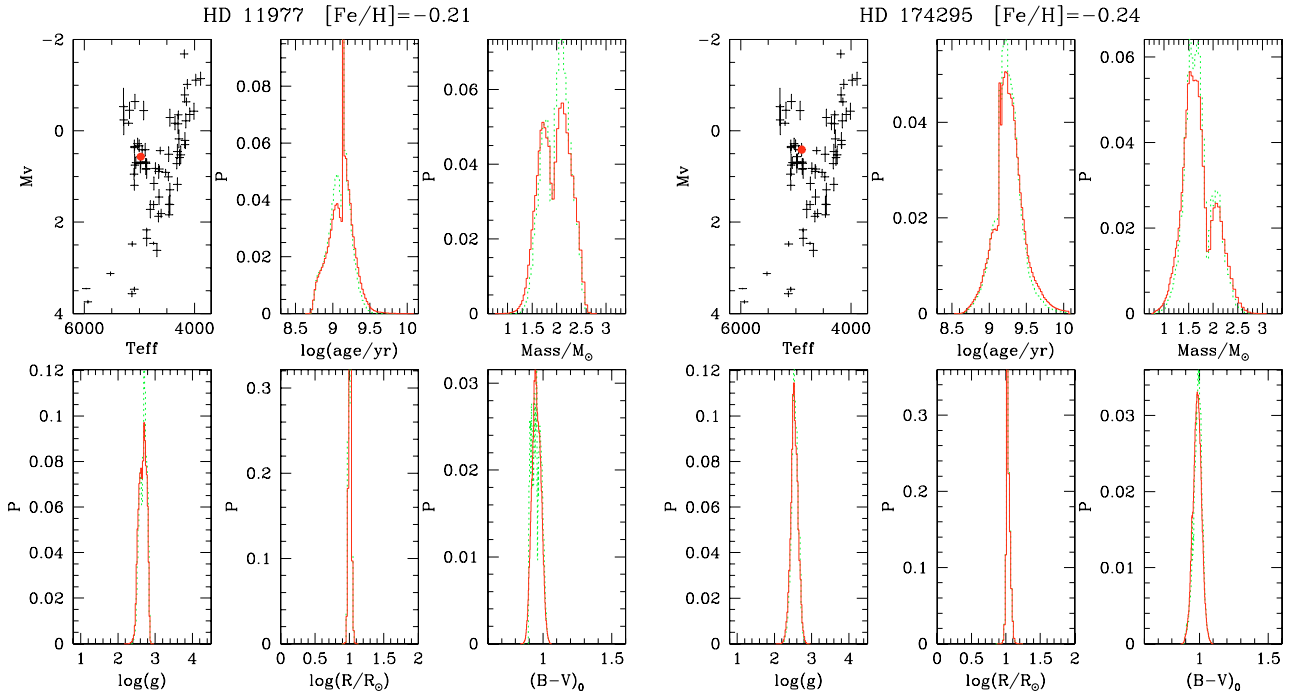 HD 11977 [Fe/H]=−0.21
−2
0
2
4
Mv
6000 4000
Teff
0.08
0.06
0.04
0.02
0
P
8.5 9 9.5 10
log(age/yr)
0.06
0.04
0.02
0
P
1 1.5 2 2.5 3
Mass/M⊙
0.12
0.1
0.08
0.06
0.04
0.02
0
P
1 2 3 4
log(g)
0.3
0.2
0.1
0
P
0 0.5 1 1.5 2
log(R/R⊙)
0.03
0.02
0.01
0
P
1 1.5
(B−V)₀
HD 174295 [Fe/H]=−0.24
−2
0
2
4
Mv
6000 4000
Teff
0.04
0.02
0
P
8.5 9 9.5 10
log(age/yr)
0.06
0.04
0.02
0
P
1 1.5 2 2.5 3
Mass/M⊙
0.12
0.1
0.08
0.06
0.04
0.02
0
P
1 2 3 4
log(g)
0.3
0.2
0.1
0
P
0 0.5 1 1.5 2
log(R/R⊙)
0.03
0.02
0.01
0
P
1 1.5
(B−V)₀